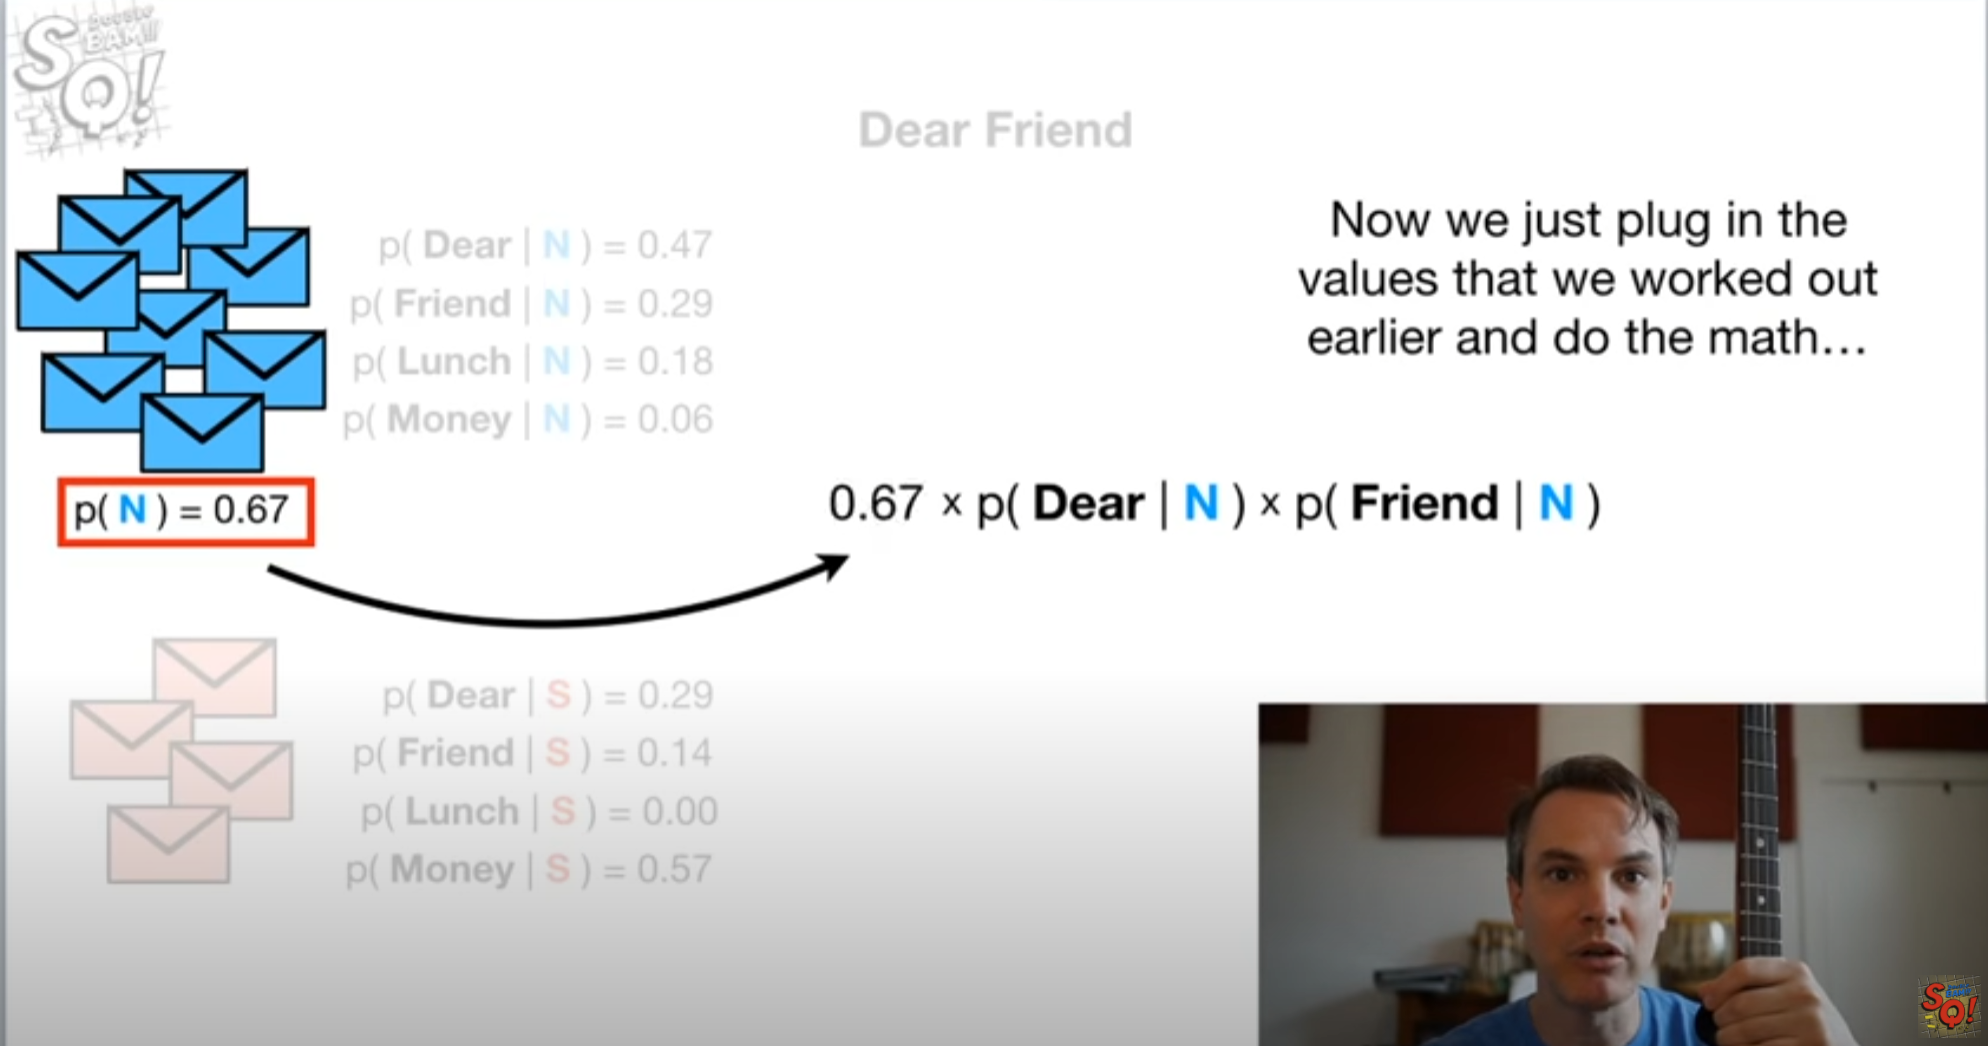 DOUBLE
BAM!!
SQ!
Dear Friend
Now we just plug in the
values that we worked out
earlier and do the math...
p( Dear | N ) = 0.47
p( Friend | N ) = 0.29
p( Lunch | N ) = 0.18
p( Money | N ) = 0.06
p( N ) = 0.67
0.67 × p( Dear | N ) × p( Friend | N )
p( Dear | S ) = 0.29
p( Friend | S ) = 0.14
p( Lunch | S ) = 0.00
p( Money | S ) = 0.57
SQ!